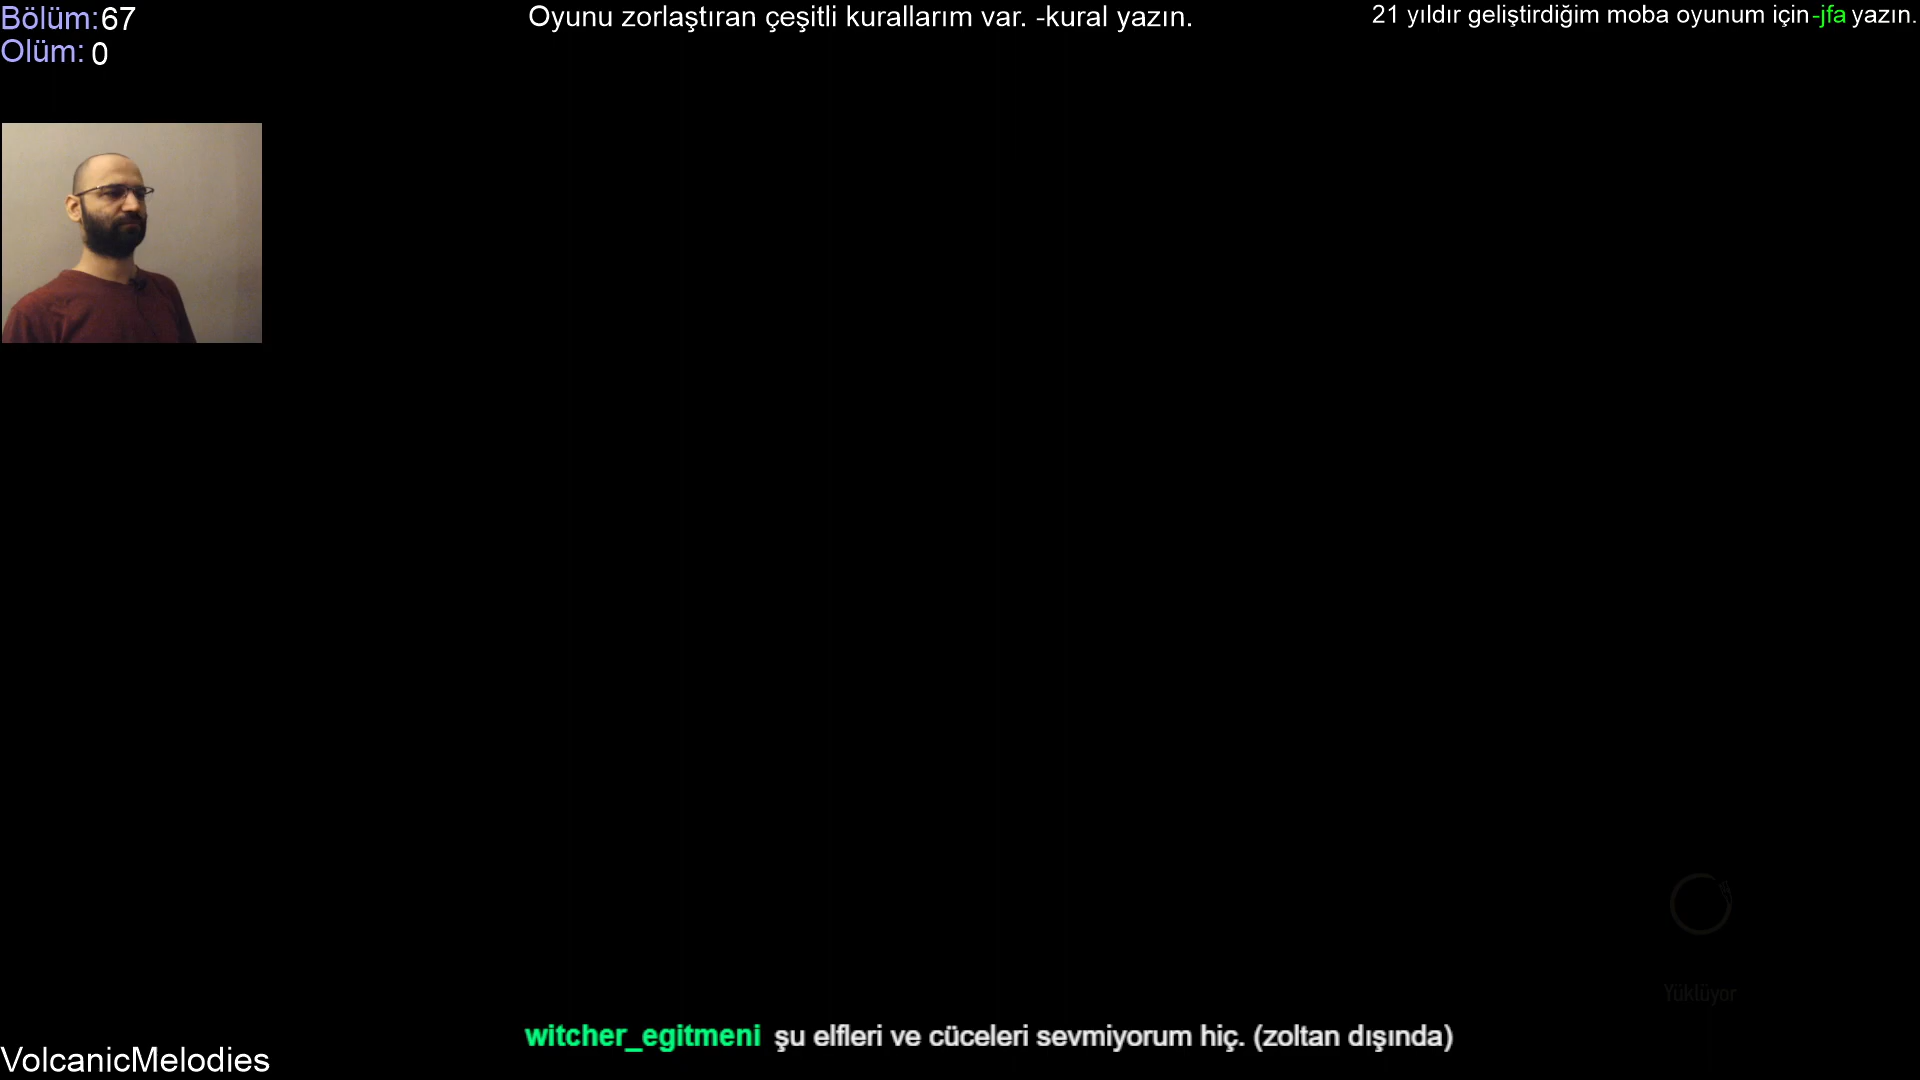 Bölüm:67
Olüm: 0
Oyunu zorlaştıran çeşitli kurallarım var. -kural yazın.
21 yıldır geliştirdiğim moba oyunum için -jfa yazın.
Yüklüyor
witcher_egitmeni şu elfleri ve cüceleri sevmiyorum hiç. (zoltan dışında)
VolcanicMelodies